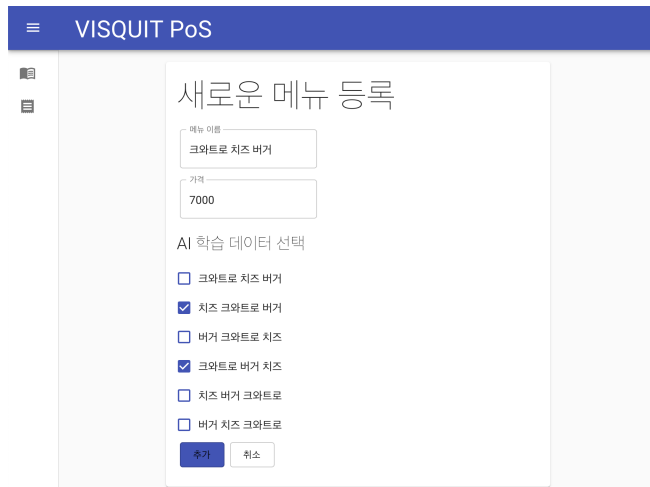 VISQUIT PoS
새로운 메뉴 등록
메뉴 이름
크와트로 치즈 버거
가격
7000
AI 학습 데이터 선택
크와트로 치즈 버거
치즈 크와트로 버거
버거 크와트로 치즈
크와트로 버거 치즈
치즈 버거 크와트로
버거 치즈 크와트로
추가 취소